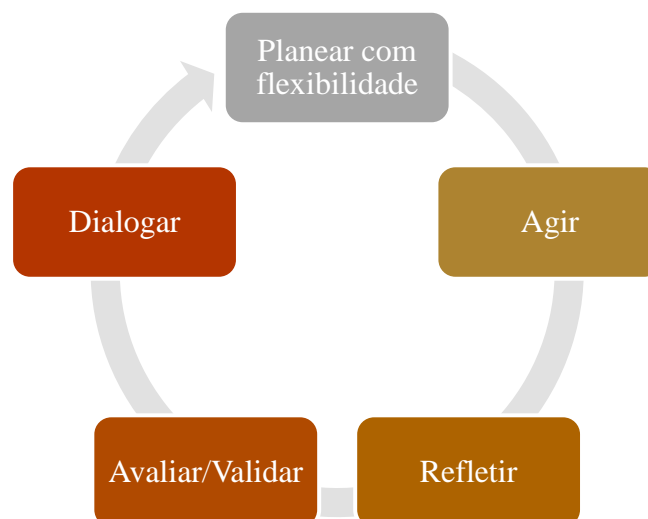 Planear com
flexibilidade
Dialogar
Agir
Avaliar/Validar
Refletir